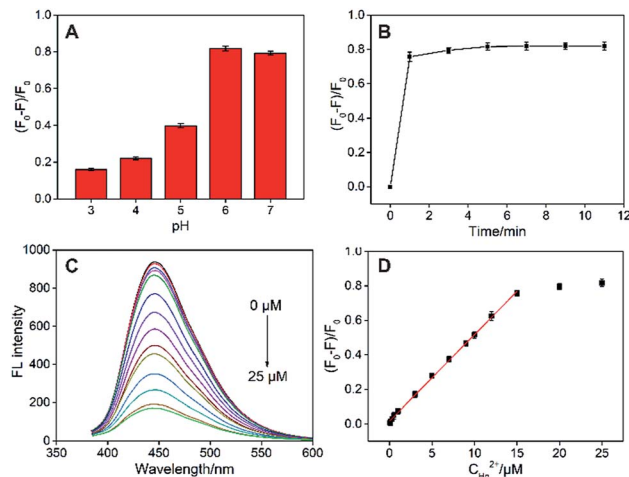 A
(F₀-F)/F₀
1.0
0.8
0.6
0.4
0.2
0.0
3 4 5 6 7
pH
B
(F₀-F)/F₀
1.0
0.8
0.6
0.4
0.2
0.0
0 2 4 6 8 10 12
Time/min
C
FL intensity
1000
800
600
400
200
0
0 μM
25 μM
350 400 450 500 550 600
Wavelength/nm
D
(F₀-F)/F₀
1.0
0.8
0.6
0.4
0.2
0.0
0 5 10 15 20 25
C_Hg²⁺/μM